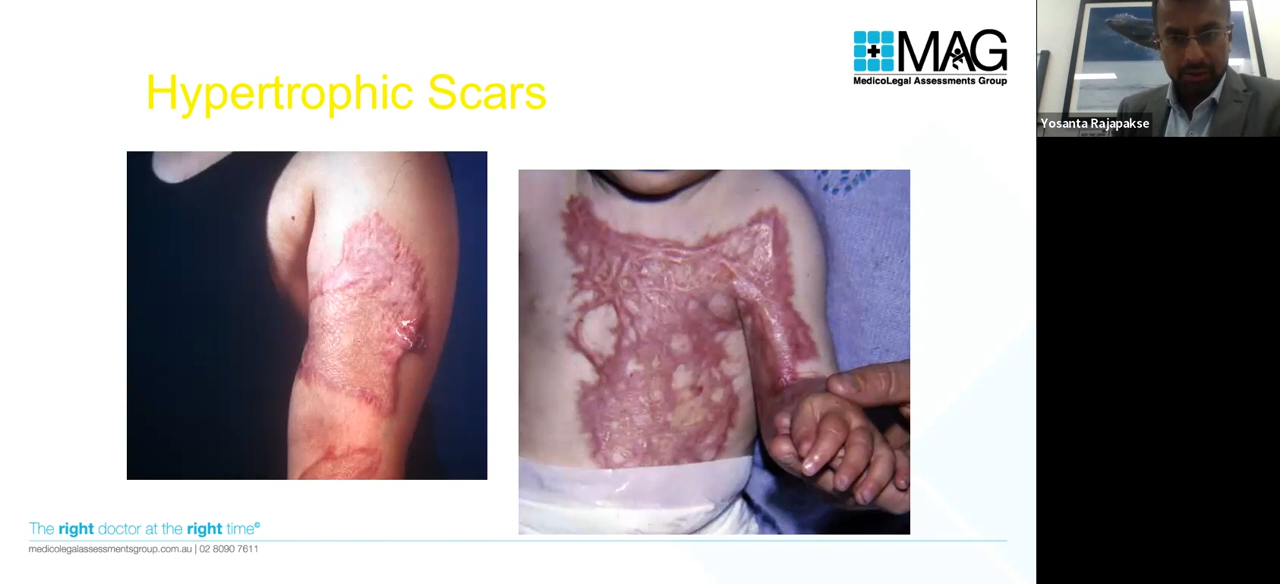 Hypertrophic Scars
MAG
MedicoLegal Assessments Group
Yosanta Rajapakse
The right doctor at the right time©
medicolegalassessmentsgroup.com.au | 02 8090 7611